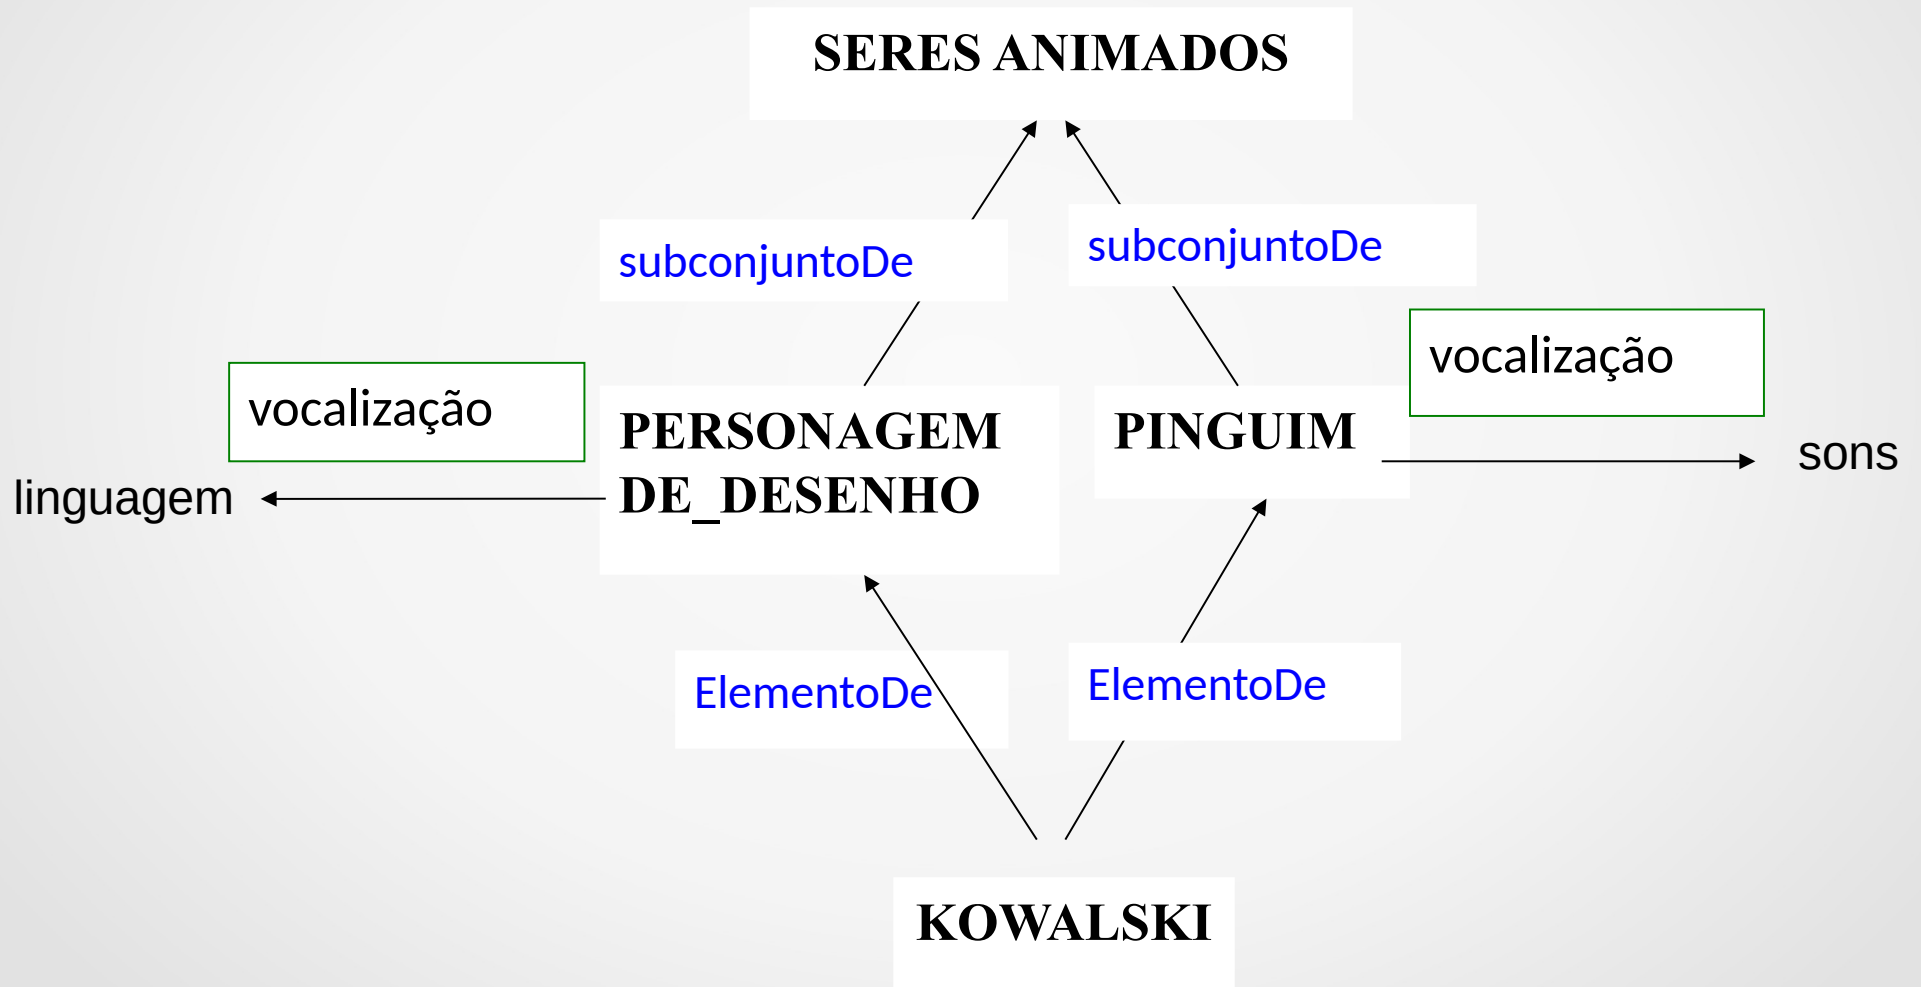 SERES ANIMADOS
subconjuntoDe
subconjuntoDe
vocalização
vocalização
PERSONAGEM
DE_DESENHO
PINGUIM
sons
linguagem
ElementoDe
ElementoDe
KOWALSKI